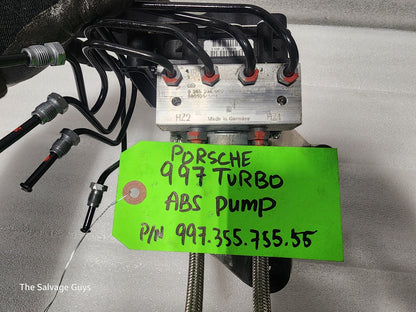 HZ2
HZ1
Made in Germany
PORSCHE
997 TURBO
ABS PUMP
P/N 997.355.755.55
The Salvage Guys